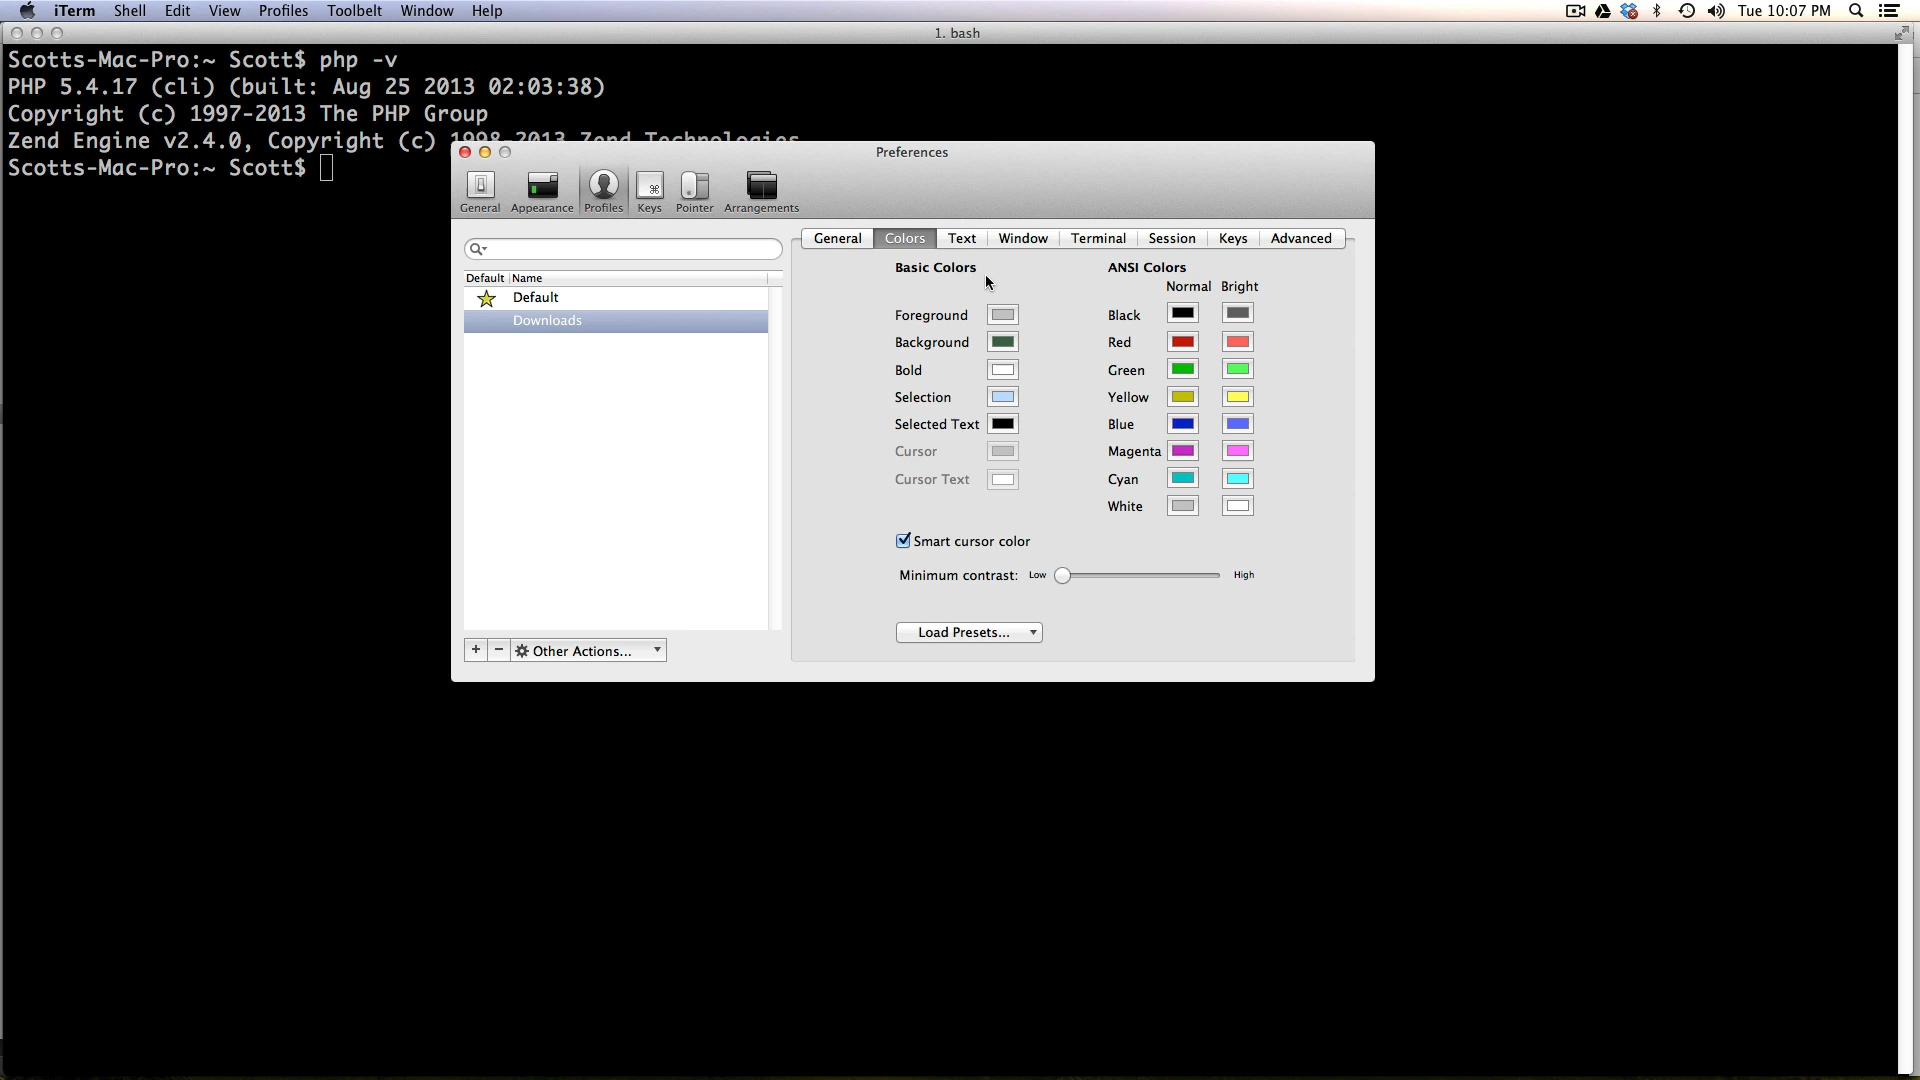 iTerm Shell Edit View Profiles Toolbelt Window Help Tue 10:07 PM
1. bash
Scotts-Mac-Pro:~ Scott$ php -v
PHP 5.4.17 (cli) (built: Aug 25 2013 02:03:38)
Copyright (c) 1997-2013 The PHP Group
Zend Engine v2.4.0, Copyright (c) 1998-2013 Zend Technologies
Scotts-Mac-Pro:~ Scott$
Preferences
General Appearance Profiles Keys Pointer Arrangements
General Colors Text Window Terminal Session Keys Advanced
Default Name
Default
Downloads
Other Actions...
Basic Colors
Foreground
Background
Bold
Selection
Selected Text
Cursor
Cursor Text
ANSI Colors
Normal Bright
Black
Red
Green
Yellow
Blue
Magenta
Cyan
White
Smart cursor color
Minimum contrast: Low High
Load Presets...